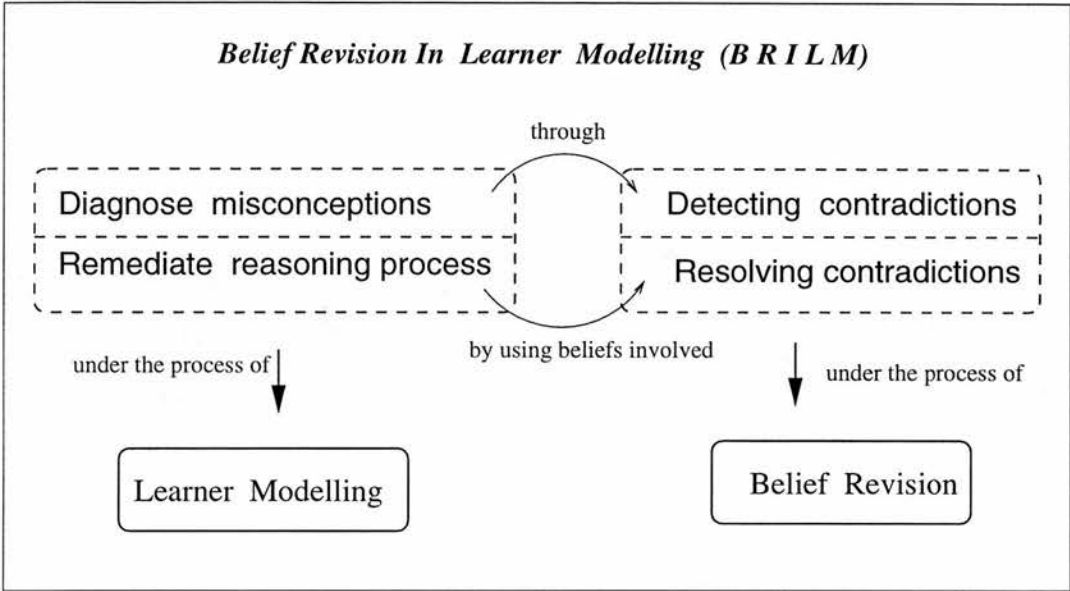 Belief Revision In Learner Modelling (B R I L M)
through
Diagnose misconceptions
Detecting contradictions
Remediate reasoning process
Resolving contradictions
by using beliefs involved
under the process of
under the process of
Learner Modelling
Belief Revision